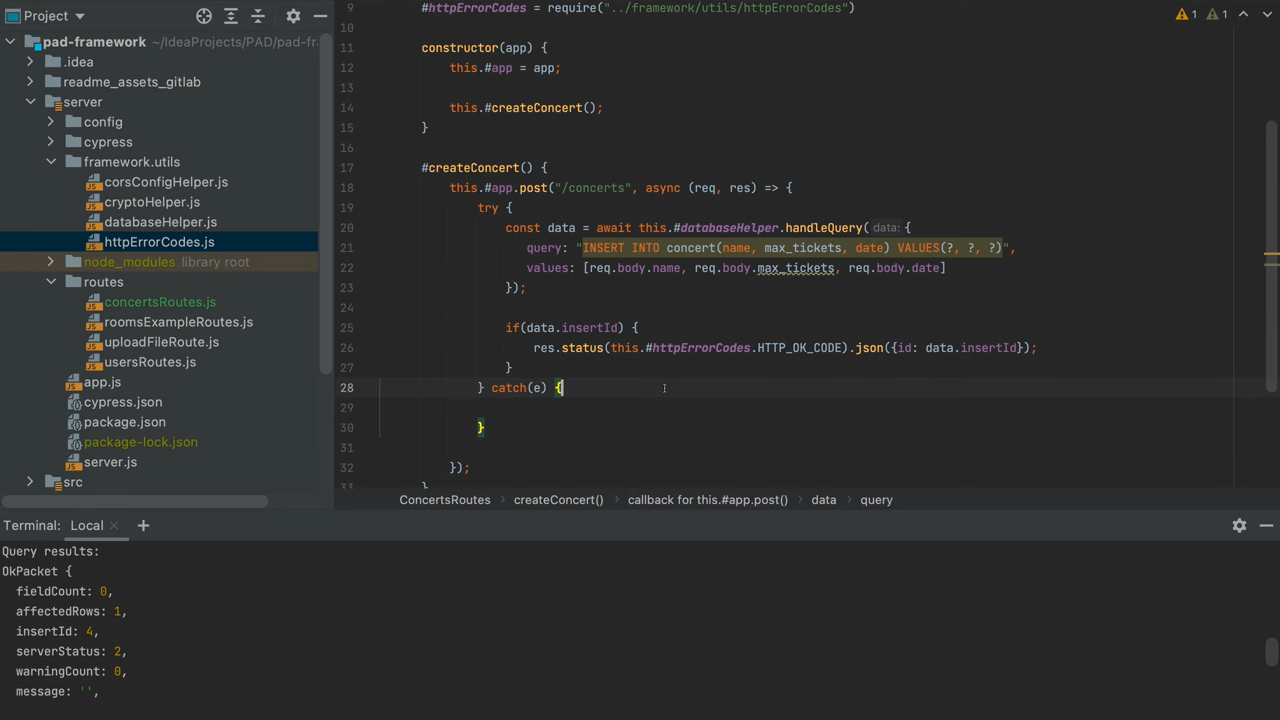 Project
pad-framework ~/IdeaProjects/PAD/pad-fr
.idea
readme_assets_gitlab
server
config
cypress
framework.utils
corsConfigHelper.js
cryptoHelper.js
databaseHelper.js
httpErrorCodes.js
node_modules library root
routes
concertsRoutes.js
roomsExampleRoutes.js
uploadFileRoute.js
usersRoutes.js
app.js
cypress.json
package.json
package-lock.json
server.js
src
9 #httpErrorCodes = require("../framework/utils/httpErrorCodes")
10
11 constructor(app) {
12 this.#app = app;
13
14 this.#createConcert();
15 }
16
17 #createConcert() {
18 this.#app.post("/concerts", async (req, res) => {
19 try {
20 const data = await this.#databaseHelper.handleQuery( data: {
21 query: "INSERT INTO concert(name, max_tickets, date) VALUES(?, ?, ?)",
22 values: [req.body.name, req.body.max_tickets, req.body.date]
23 });
24
25 if(data.insertId) {
26 res.status(this.#httpErrorCodes.HTTP_OK_CODE).json({id: data.insertId});
27 }
28 } catch(e) {
29
30 }
31
32 });
}
1 1
ConcertsRoutes createConcert() callback for this.#app.post() data query
Terminal: Local × +
Query results:
OkPacket {
fieldCount: 0,
affectedRows: 1,
insertId: 4,
serverStatus: 2,
warningCount: 0,
message: '',